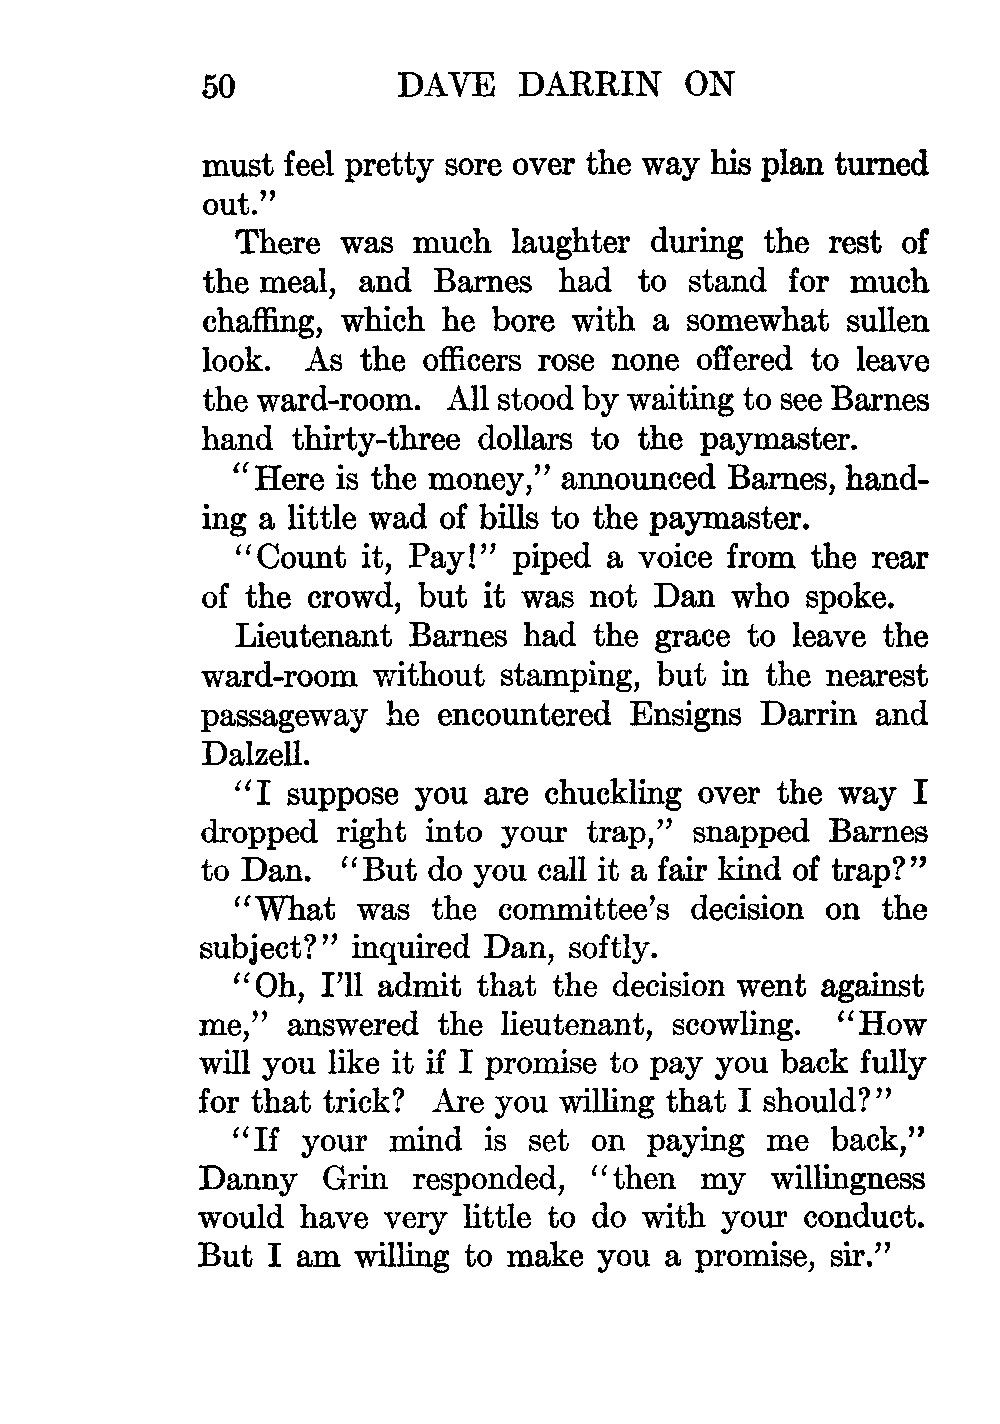 50 DAVE DARRIN ON
must feel pretty sore over the way his plan turned
out."
There was much laughter during the rest of
the meal, and Barnes had to stand for much
chaffing, which he bore with a somewhat sullen
look. As the officers rose none offered to leave
the ward-room. All stood by waiting to see Barnes
hand thirty-three dollars to the paymaster.
"Here is the money," announced Barnes, hand-
ing a little wad of bills to the paymaster.
"Count it, Pay!" piped a voice from the rear
of the crowd, but it was not Dan who spoke.
Lieutenant Barnes had the grace to leave the
ward-room without stamping, but in the nearest
passageway he encountered Ensigns Darrin and
Dalzell.
"I suppose you are chuckling over the way I
dropped right into your trap," snapped Barnes
to Dan. "But do you call it a fair kind of trap?"
"What was the committee's decision on the
subject?" inquired Dan, softly.
"Oh, I'll admit that the decision went against
me," answered the lieutenant, scowling. "How
will you like it if I promise to pay you back fully
for that trick? Are you willing that I should?"
"If your mind is set on paying me back,"
Danny Grin responded, "then my willingness
would have very little to do with your conduct.
But I am willing to make you a promise, sir."